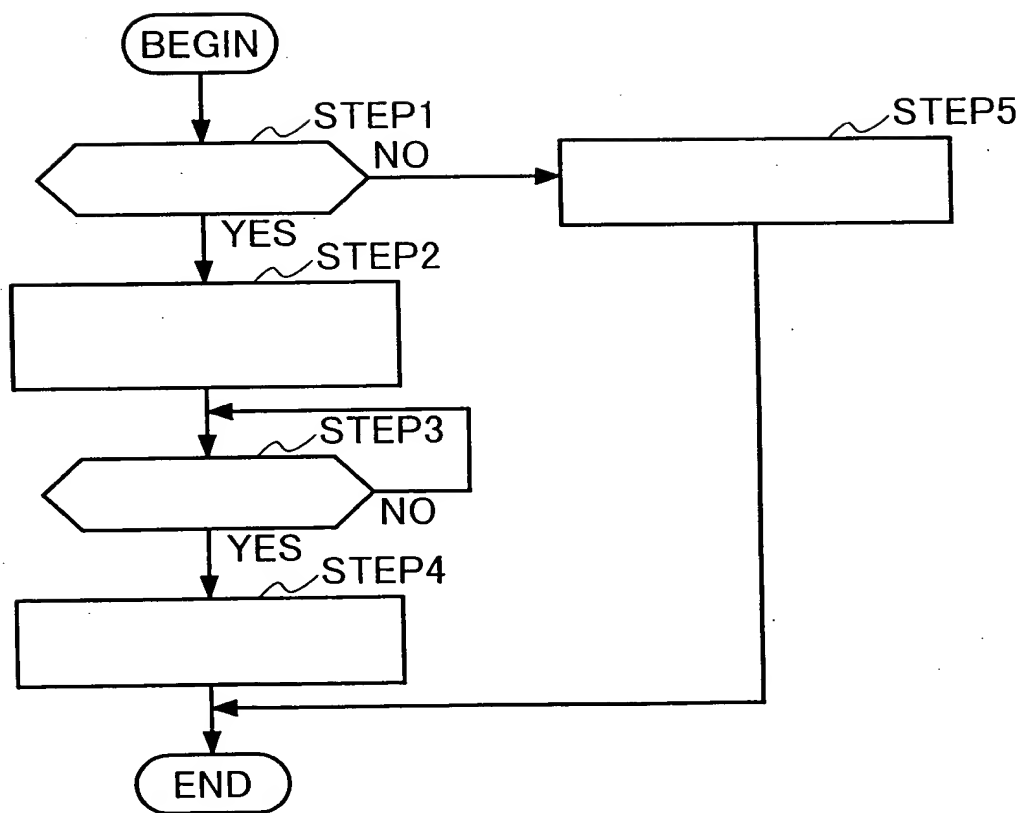 BEGIN
STEP1
NO
STEP5
YES
STEP2
STEP3
NO
YES
STEP4
END